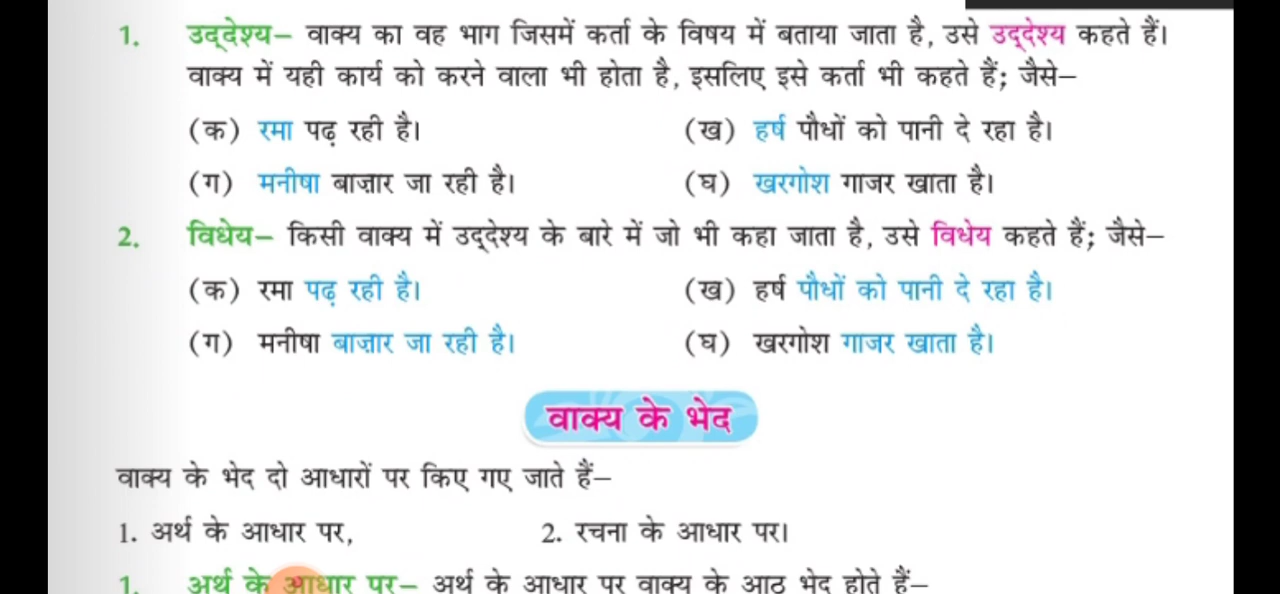 1. उद्देश्य– वाक्य का वह भाग जिसमें कर्ता के विषय में बताया जाता है, उसे उद्देश्य कहते हैं।
वाक्य में यही कार्य को करने वाला भी होता है, इसलिए इसे कर्ता भी कहते हैं; जैसे–
(क) रमा पढ़ रही है। (ख) हर्ष पौधों को पानी दे रहा है।
(ग) मनीषा बाज़ार जा रही है। (घ) खरगोश गाजर खाता है।
2. विधेय– किसी वाक्य में उद्देश्य के बारे में जो भी कहा जाता है, उसे विधेय कहते हैं; जैसे–
(क) रमा पढ़ रही है। (ख) हर्ष पौधों को पानी दे रहा है।
(ग) मनीषा बाज़ार जा रही है। (घ) खरगोश गाजर खाता है।
वाक्य के भेद
वाक्य के भेद दो आधारों पर किए गए जाते हैं–
1. अर्थ के आधार पर, 2. रचना के आधार पर।
1. अर्थ के आधार पर– अर्थ के आधार पर वाक्य के आठ भेद होते हैं–